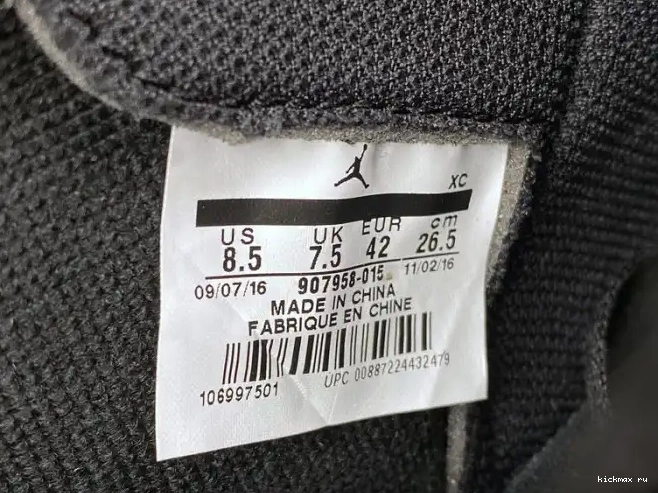 XC
US UK EUR cm
8.5 7.5 42 26.5
09/07/16 907958-015 11/02/16
MADE IN CHINA
FABRIQUE EN CHINE
106997501 UPC 00887224432479
kickmax ru